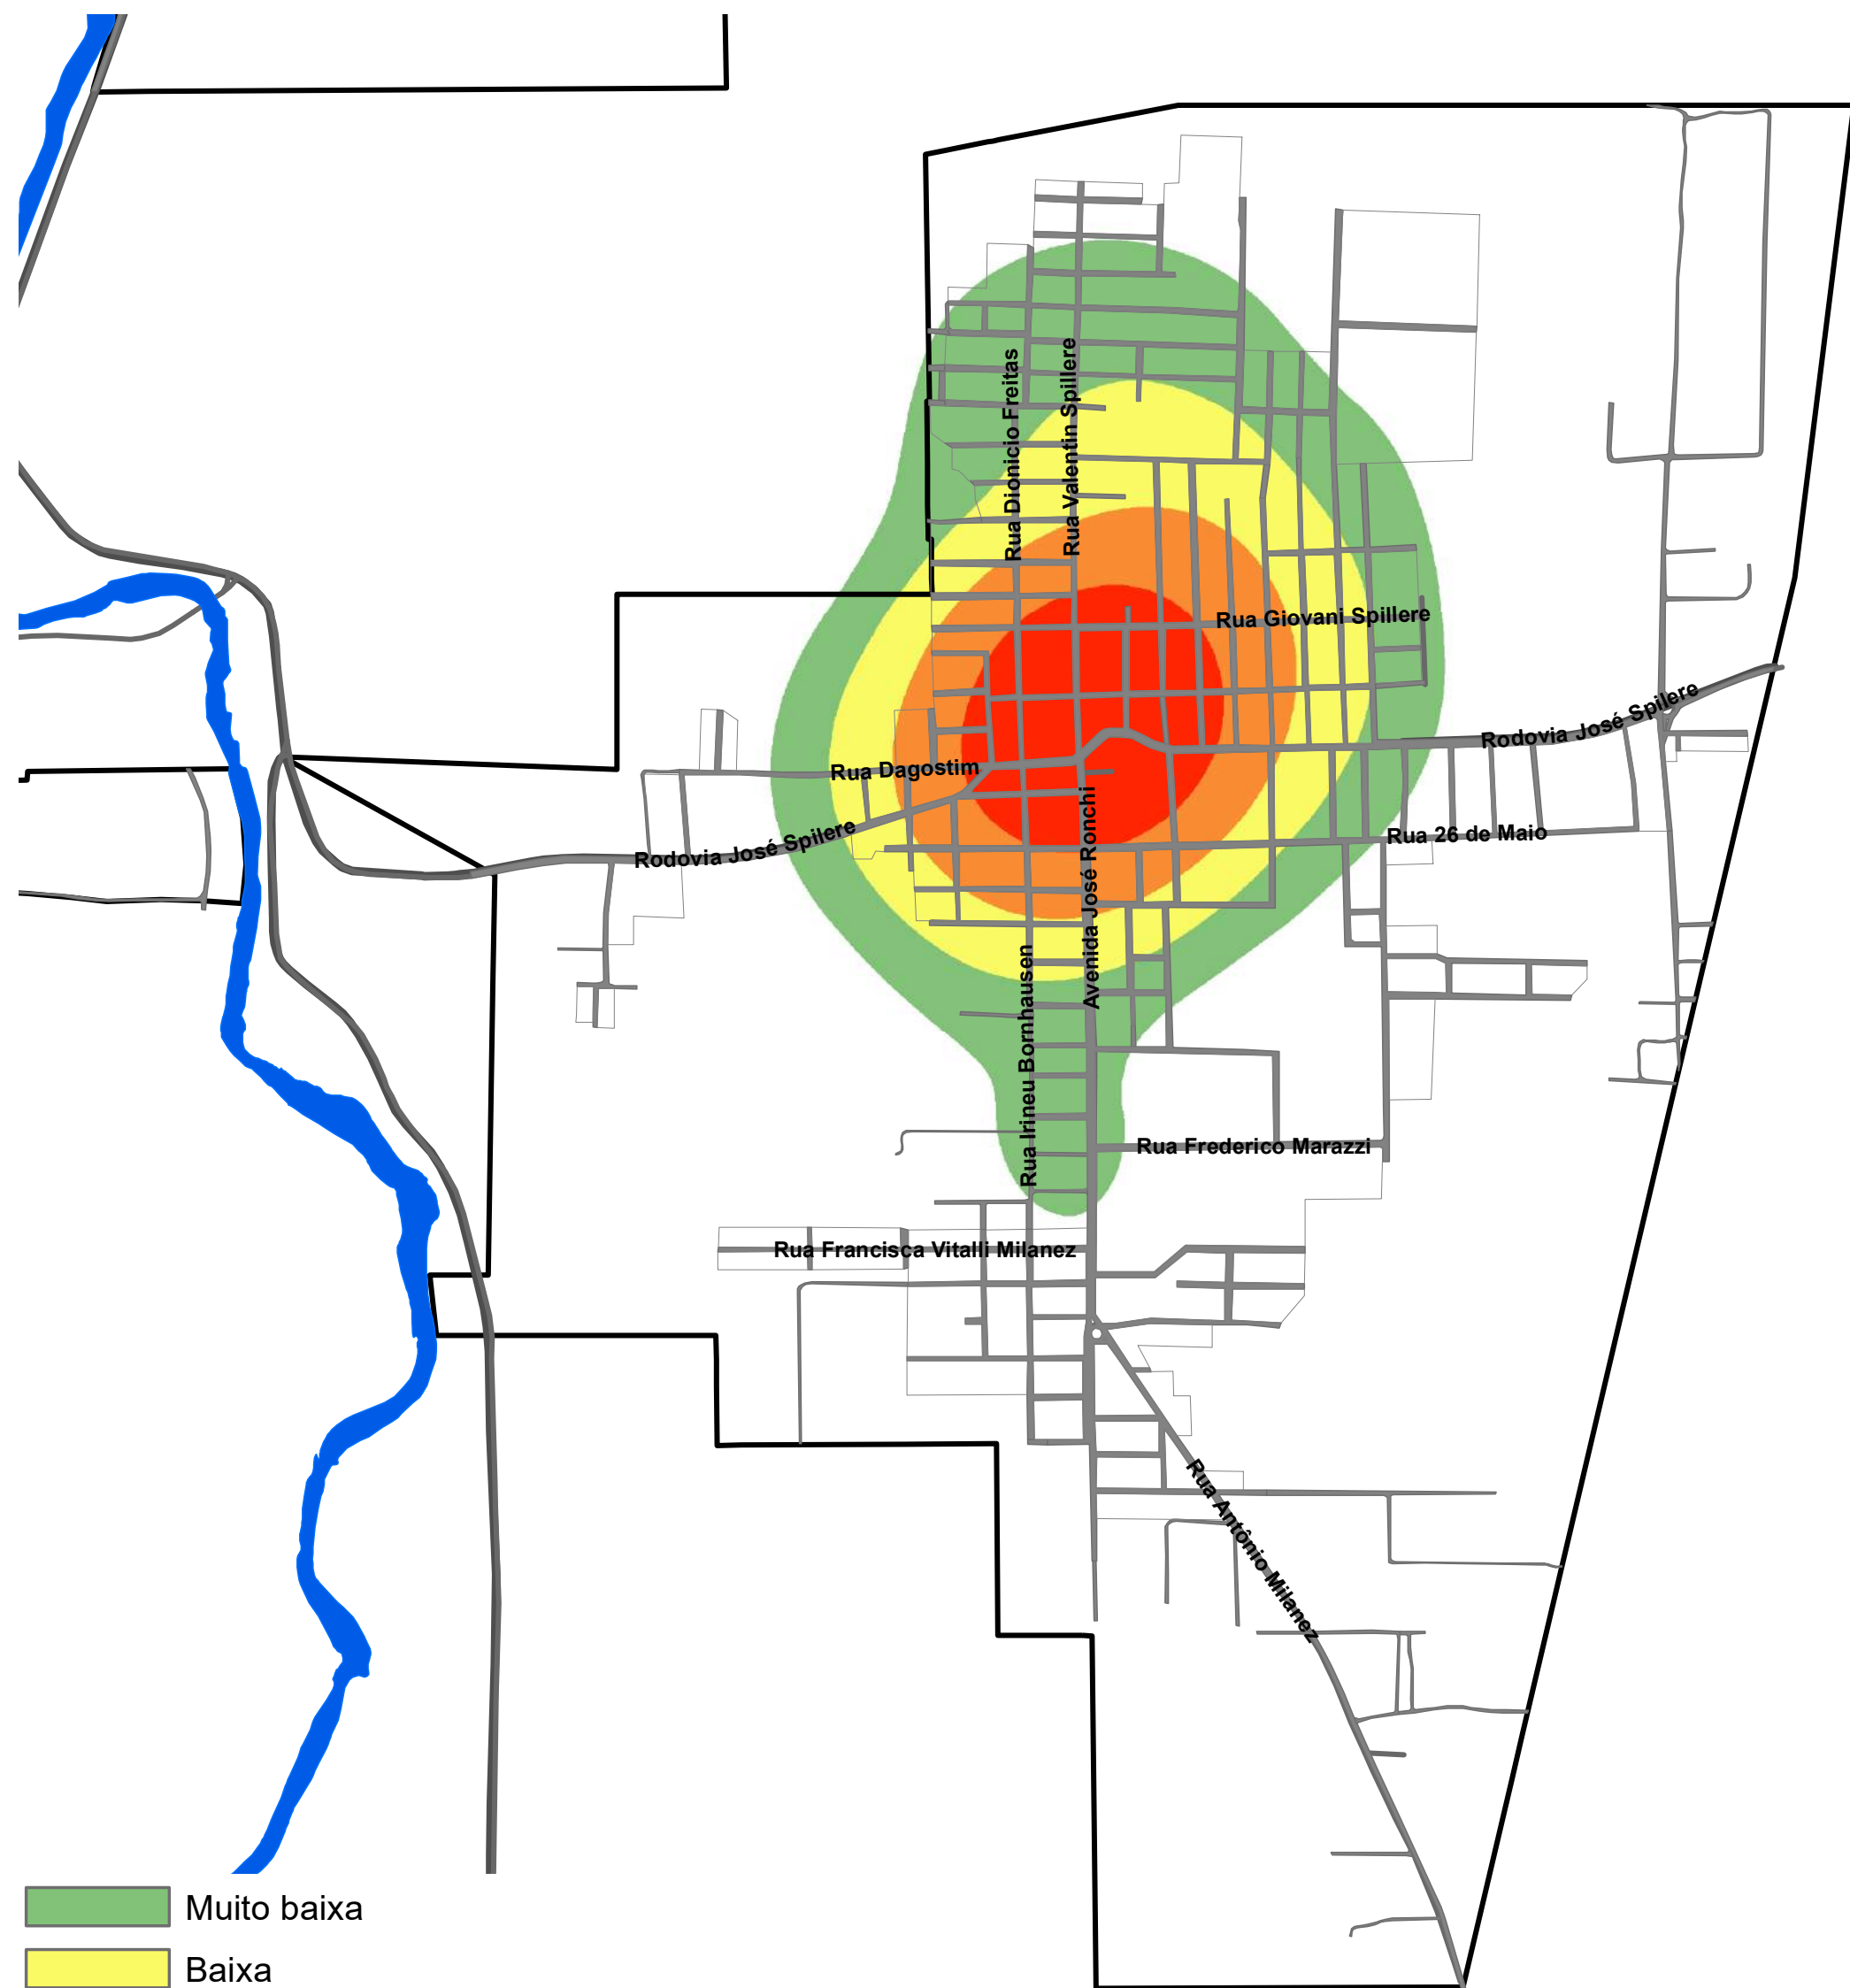 Rua Dionicio Freitas
Rua Valentin Spillere
Rua Giovani Spillere
Rodovia José Spilere
Rua Dagostim
Rodovia José Spilere
Rua 26 de Maio
Avenida José Ronchi
Rua Irineu Bornhausen
Rua Frederico Marazzi
Rua Francisca Vitalli Milanez
Rua Antônio Milanez
Muito baixa
Baixa